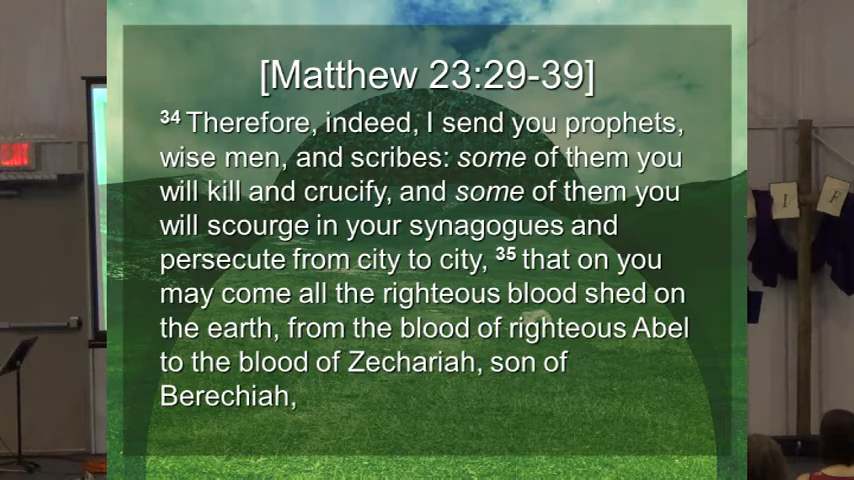 [Matthew 23:29-39]
34 Therefore, indeed, I send you prophets,
wise men, and scribes: some of them you
will kill and crucify, and some of them you
will scourge in your synagogues and
persecute from city to city, 35 that on you
may come all the righteous blood shed on
the earth, from the blood of righteous Abel
to the blood of Zechariah, son of
Berechiah,
EXIT
I F